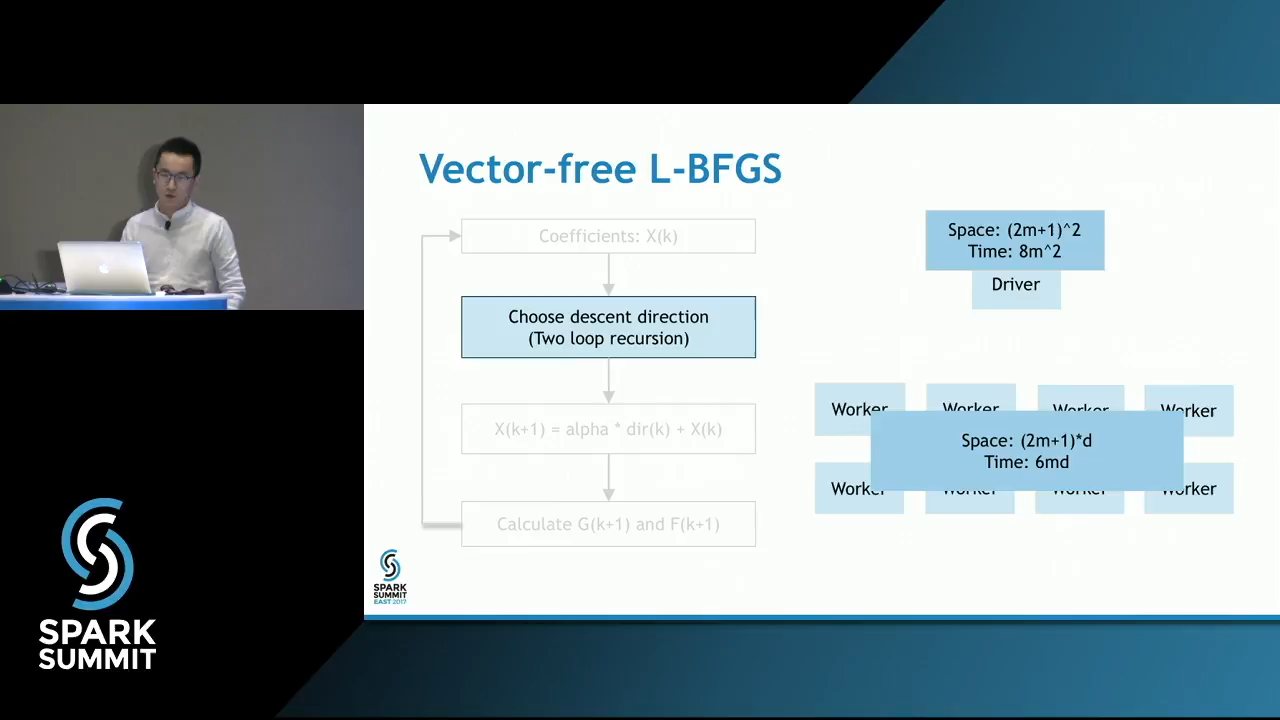 Vector-free L-BFGS
Coefficients: X(k)
Choose descent direction
(Two loop recursion)
X(k+1) = alpha * dir(k) + X(k)
Calculate G(k+1) and F(k+1)
Space: (2m+1)^2
Time: 8m^2
Driver
Worker Worker Worker Worker
Space: (2m+1)*d
Time: 6md
Worker Worker Worker Worker
SPARK
SUMMIT
EAST 2017
SPARK
SUMMIT